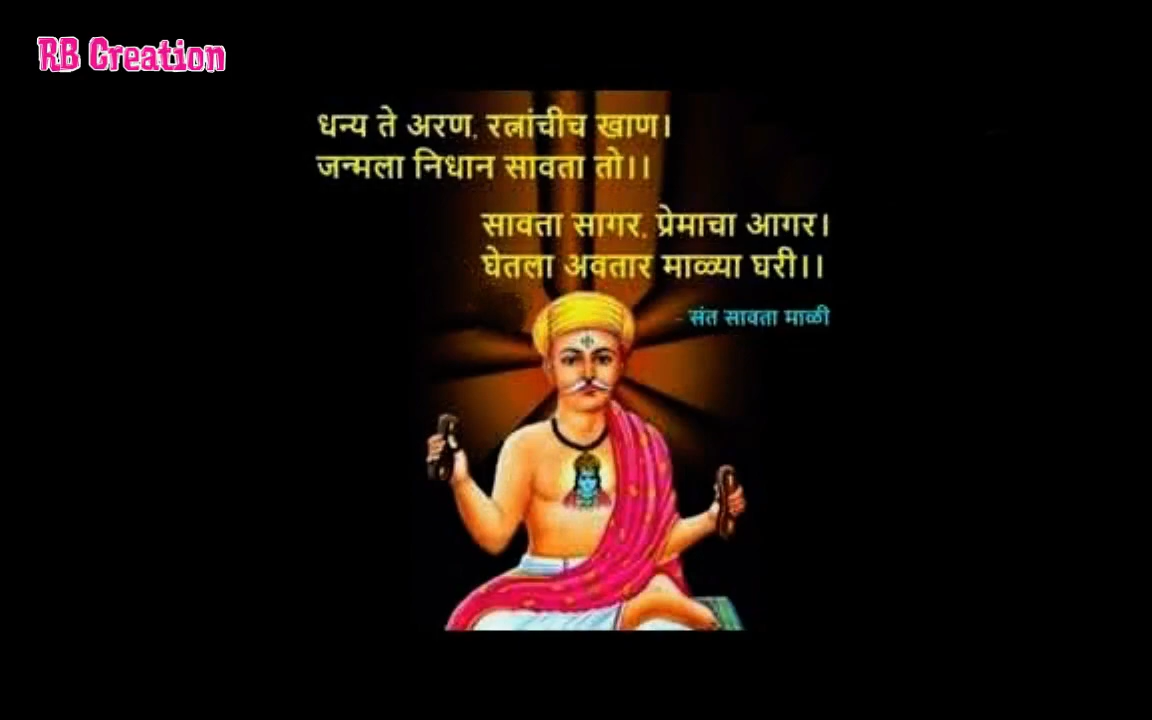 RB Creation
धन्य ते अरण, रत्नांचीच खाण।
जन्मला निधान सावता तो।।
सावता सागर, प्रेमाचा आगर।
घेतला अवतार माळ्या घरी।।
- संत सावता माळी